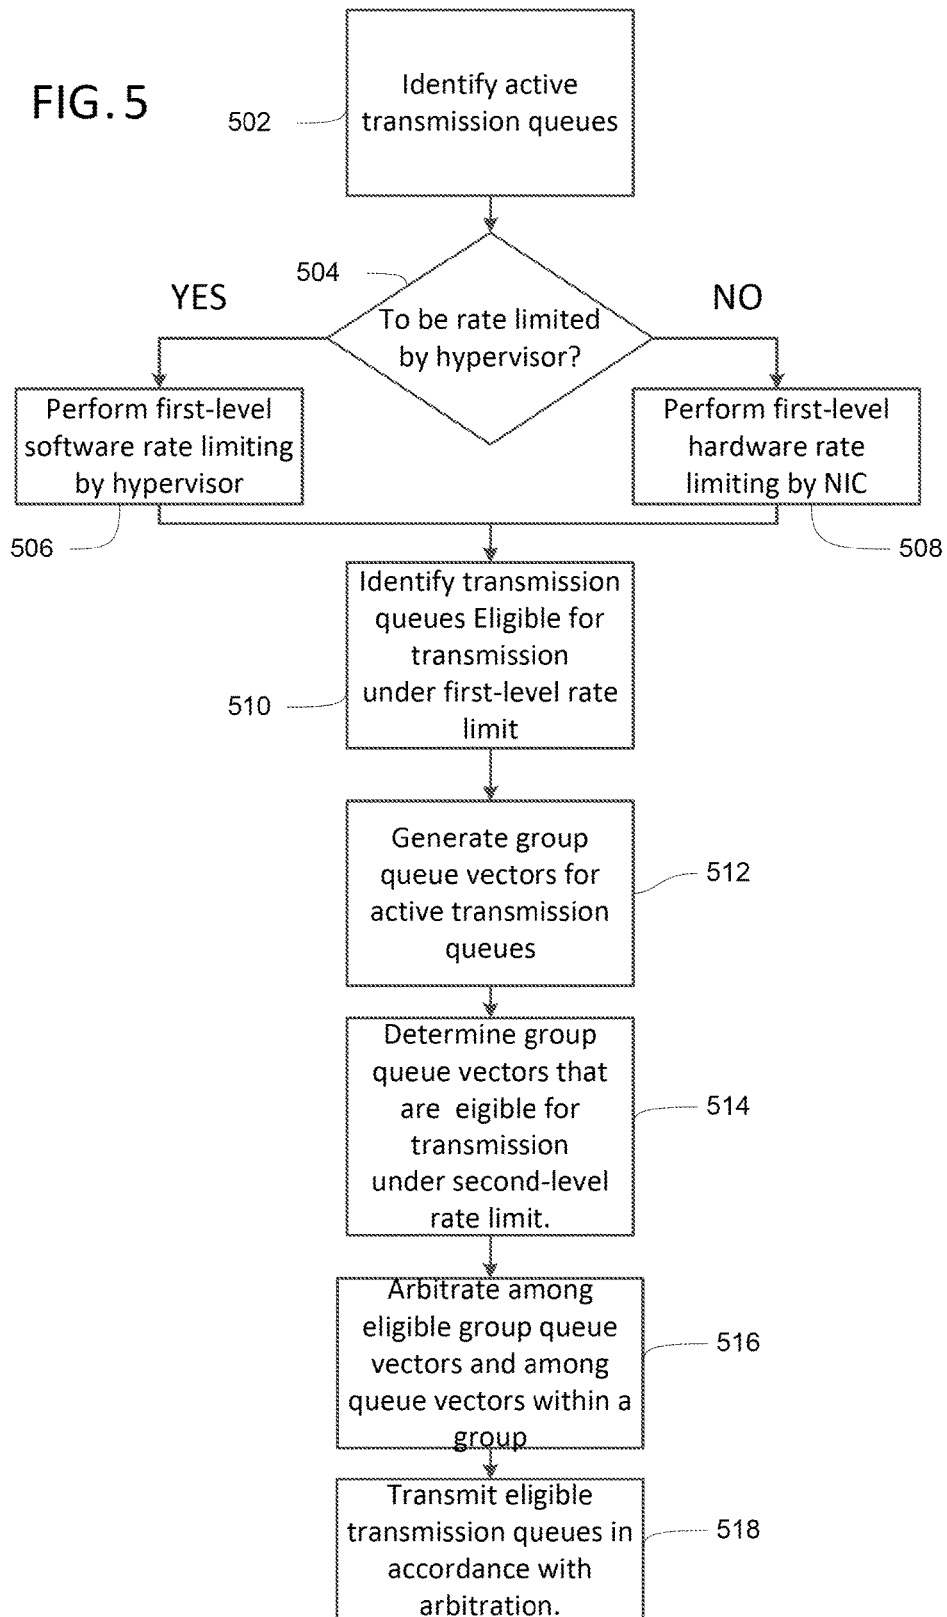 FIG. 5
Identify active
transmission queues
502
504
YES
NO
To be rate limited
by hypervisor?
Perform first-level
software rate limiting
by hypervisor
506
Perform first-level
hardware rate
limiting by NIC
508
Identify transmission
queues Eligible for
transmission
under first-level rate
limit
510
Generate group
queue vectors for
active transmission
queues
512
Determine group
queue vectors that
are eigible for
transmission
under second-level
rate limit.
514
Arbitrate among
eligible group queue
vectors and among
queue vectors within a
group
516
Transmit eligible
transmission queues in
accordance with
arbitration.
518